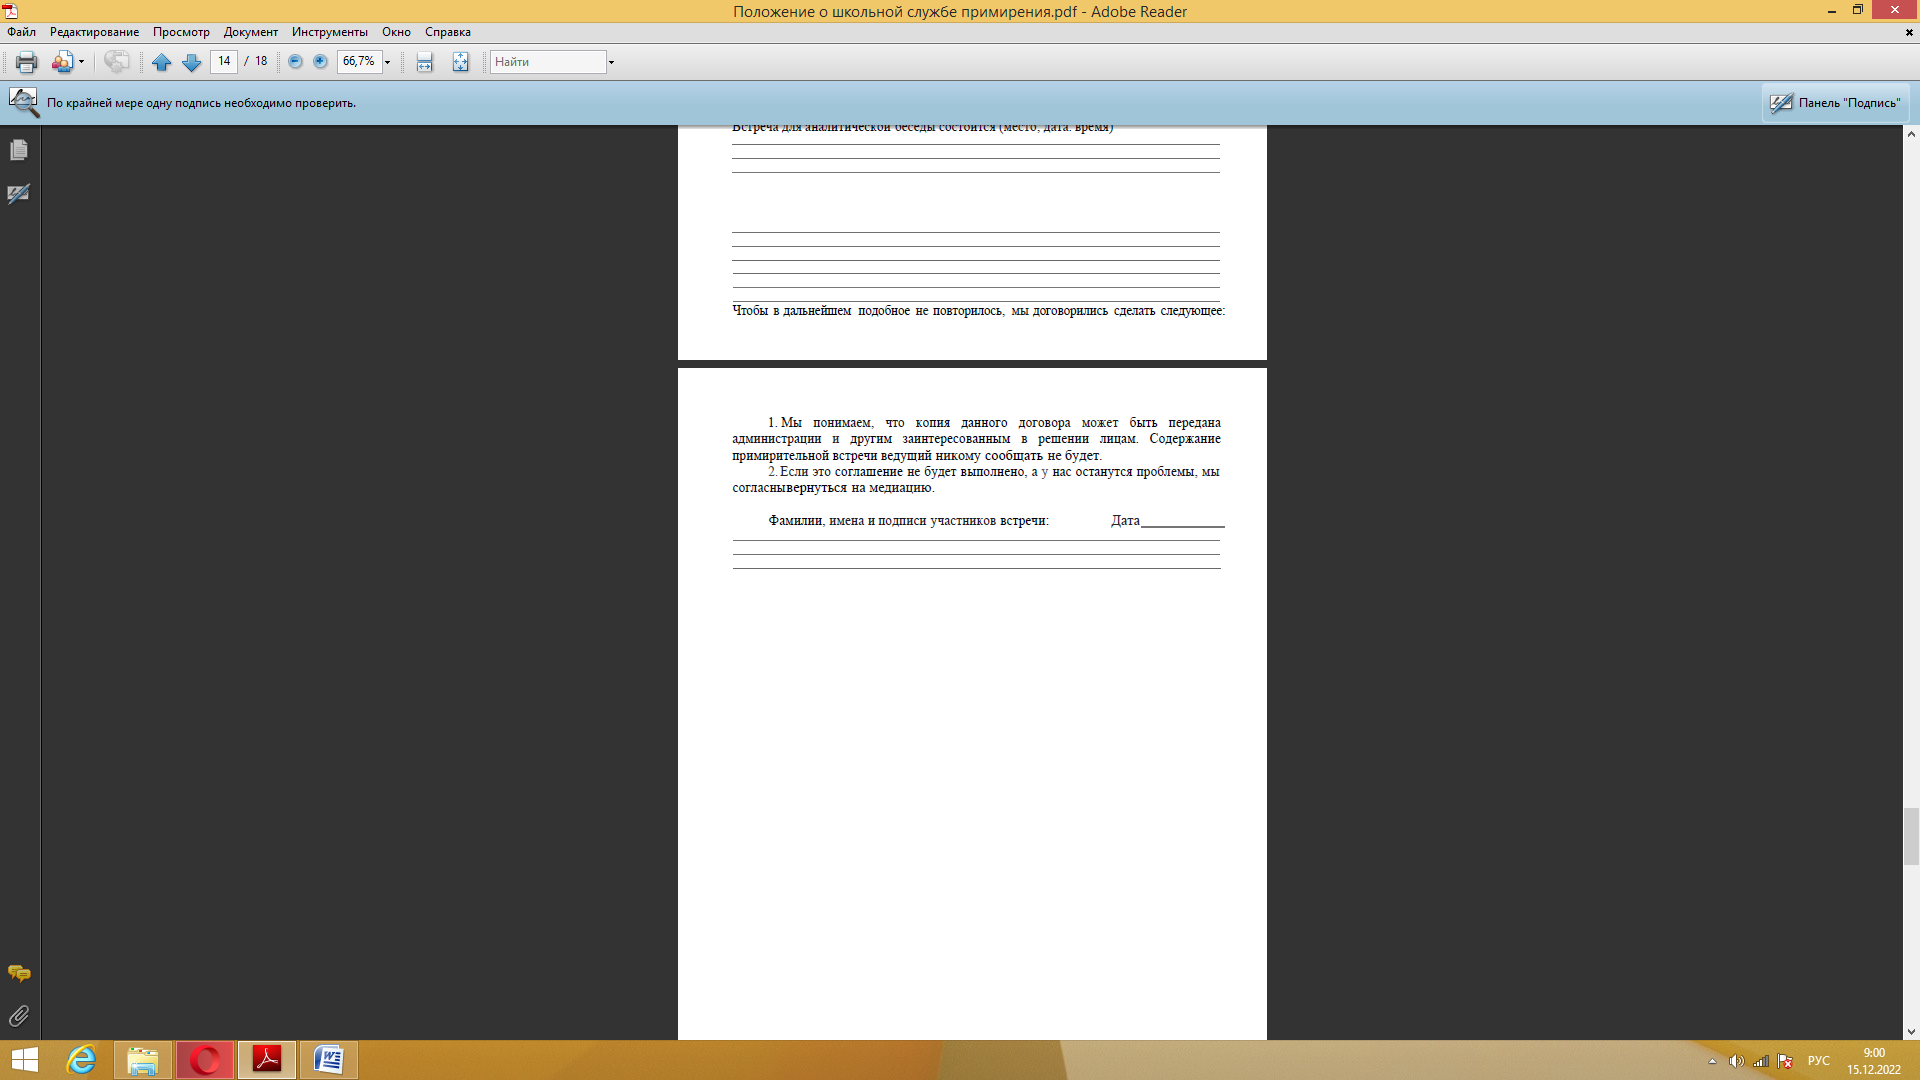 Положение о школьной службе примирения.pdf - Adobe Reader
Файл Редактирование Просмотр Документ Инструменты Окно Справка
14 / 18 66,7% Найти
По крайней мере одну подпись необходимо проверить.
Панель "Подпись"
Встреча для аналитической беседы состоится (место, дата. время)
Чтобы в дальнейшем подобное не повторилось, мы договорились сделать следующее:
1. Мы понимаем, что копия данного договора может быть передана
администрации и другим заинтересованным в решении лицам. Содержание
примирительной встречи ведущий никому сообщать не будет.
2. Если это соглашение не будет выполнено, а у нас останутся проблемы, мы
согласнывернуться на медиацию.
Фамилии, имена и подписи участников встречи: Дата____________
РУС
9:00
15.12.2022